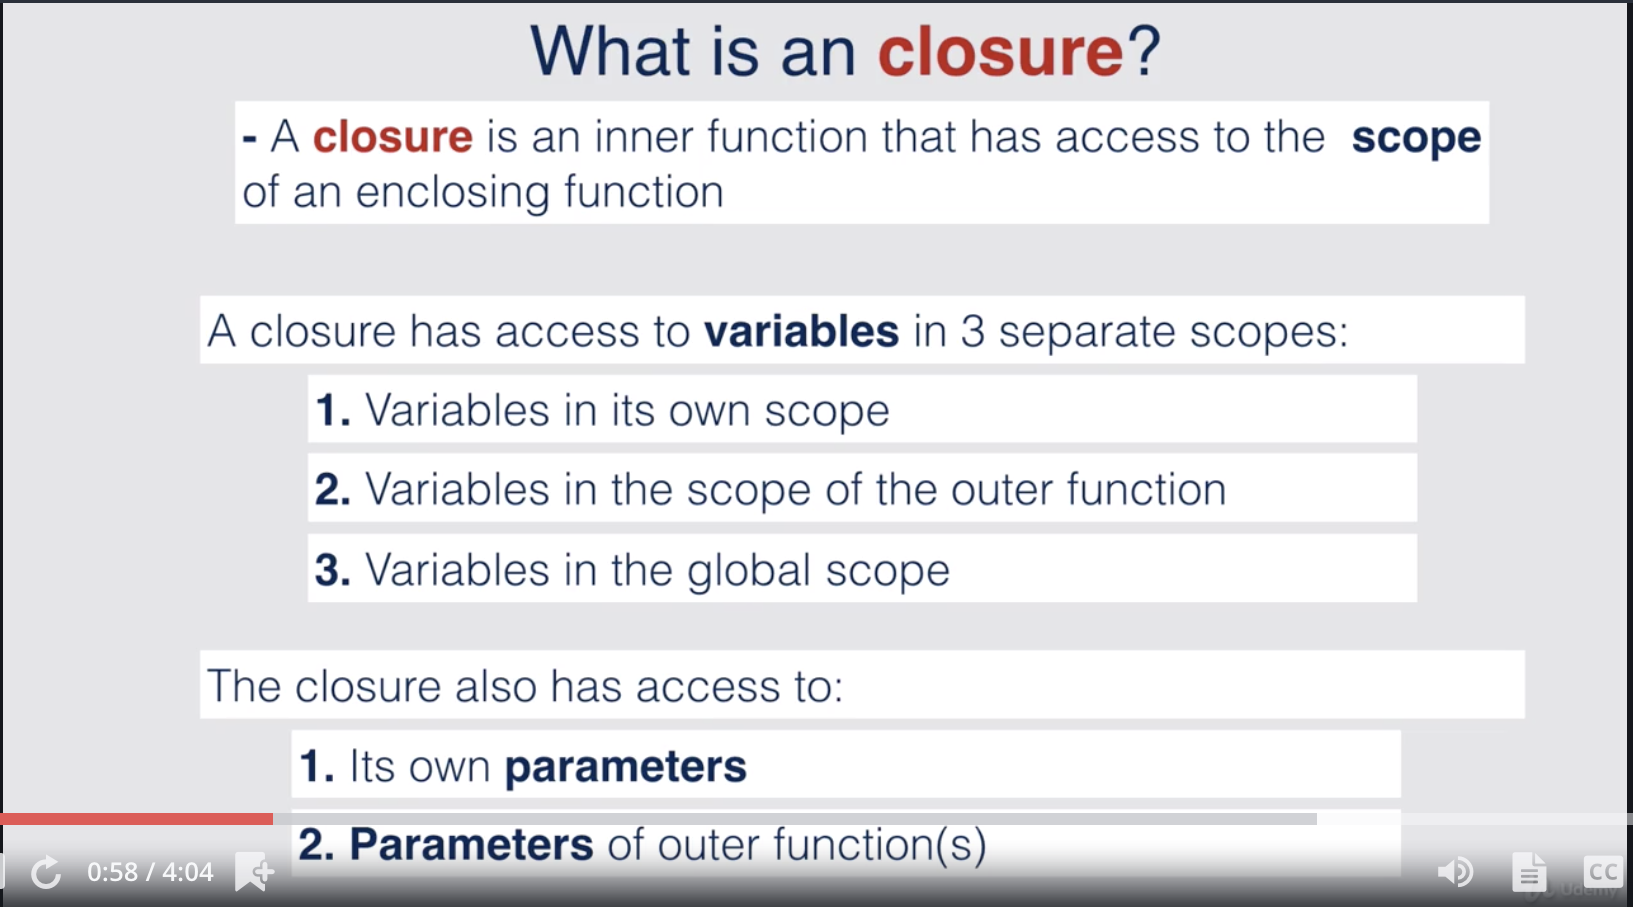 What is an closure?
- A closure is an inner function that has access to the scope
of an enclosing function
A closure has access to variables in 3 separate scopes:
1. Variables in its own scope
2. Variables in the scope of the outer function
3. Variables in the global scope
The closure also has access to:
1. Its own parameters
2. Parameters of outer function(s)
0:58 / 4:04
CC
Udemy